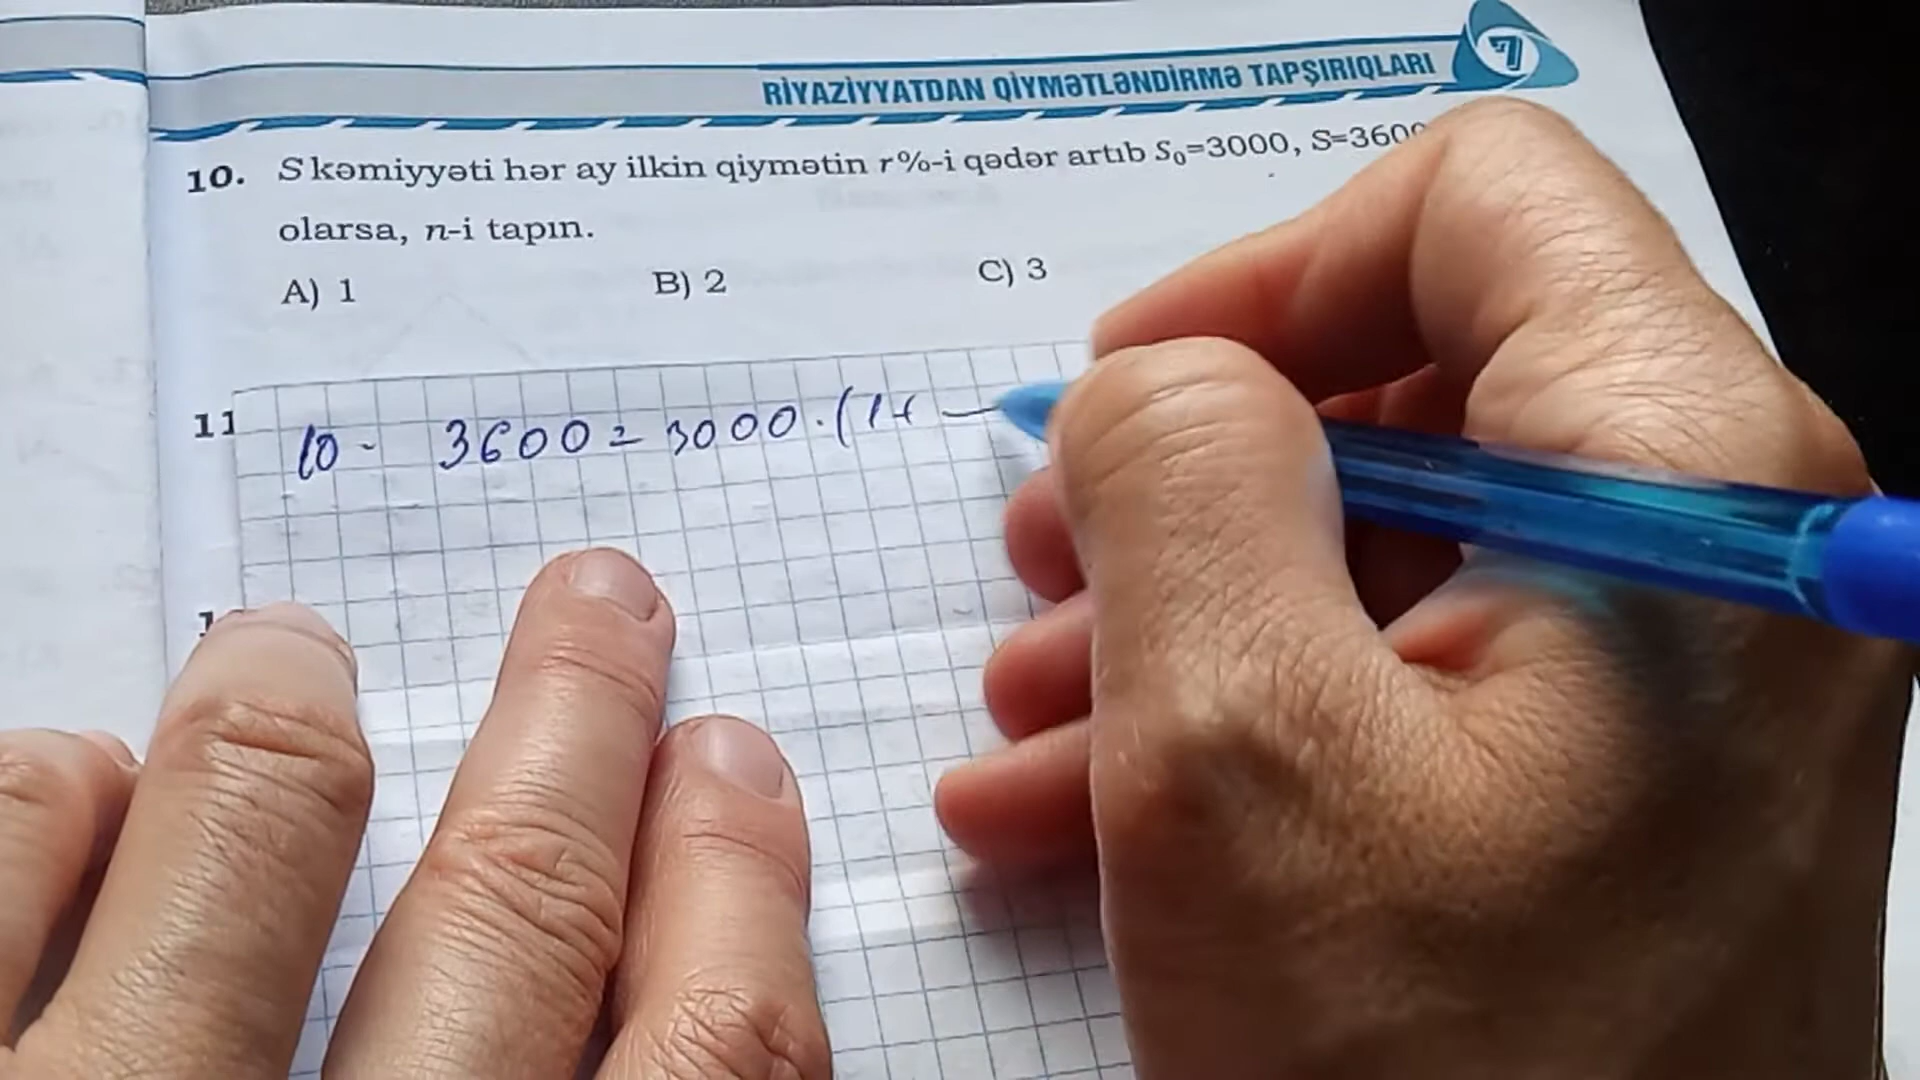 RİYAZİYYATDAN QİYMƏTLƏNDİRMƏ TAPŞIRIQLARI 7
10. S kəmiyyəti hər ay ilkin qiymətin r%-i qədər artıb S₀=3000, S=3600
olarsa, n-i tapın.
A) 1 B) 2 C) 3
11
10- 3600=3000·(1+